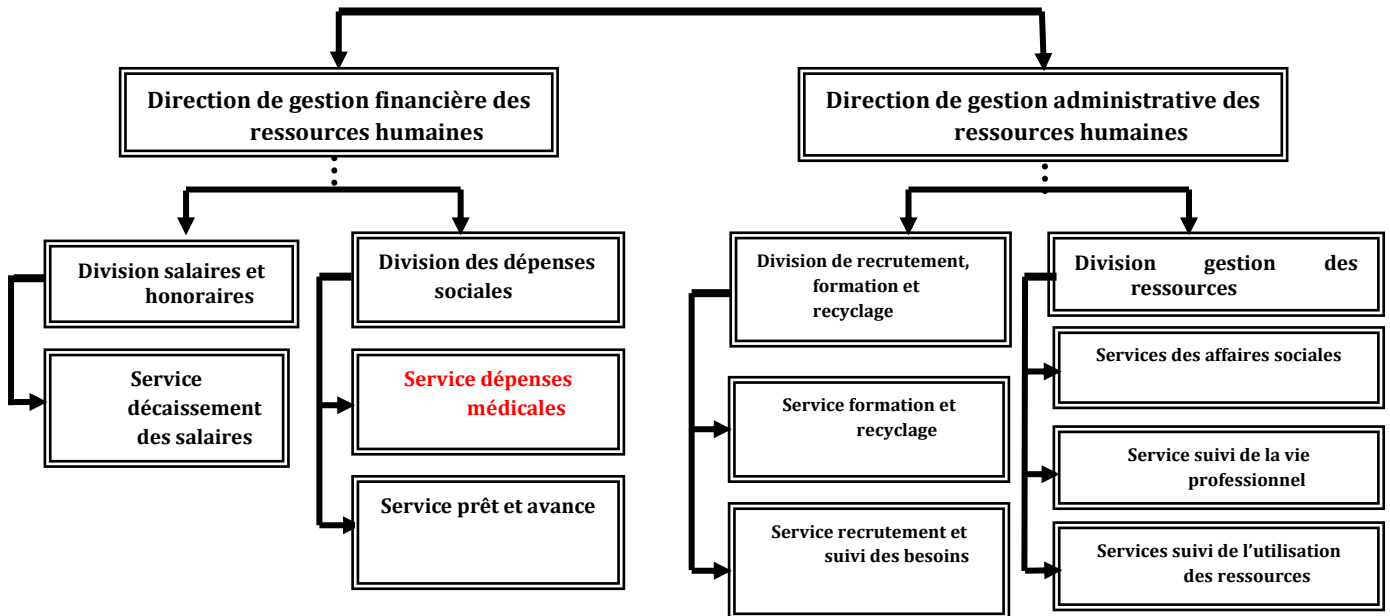 Direction de gestion financière des
ressources humaines
Direction de gestion administrative des
ressources humaines
Division salaires et
honoraires
Division des dépenses
sociales
Division de recrutement,
formation et
recyclage
Division gestion des
ressources
Service
décaissement
des salaires
Service dépenses
médicales
Service prêt et avance
Service formation et
recyclage
Service recrutement et
suivi des besoins
Services des affaires sociales
Service suivi de la vie
professionnel
Services suivi de l’utilisation
des ressources